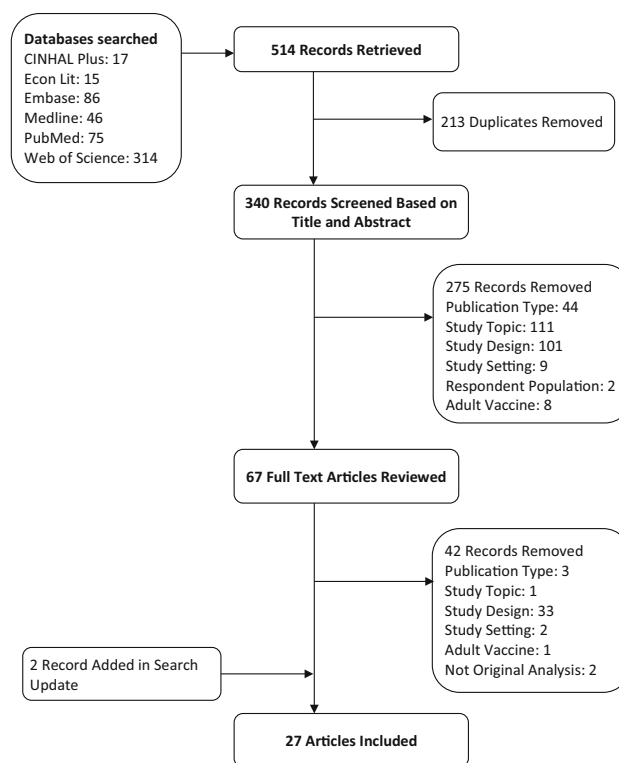 Databases searched
CINHAL Plus: 17
Econ Lit: 15
Embase: 86
Medline: 46
PubMed: 75
Web of Science: 314
514 Records Retrieved
213 Duplicates Removed
340 Records Screened Based on
Title and Abstract
275 Records Removed
Publication Type: 44
Study Topic: 111
Study Design: 101
Study Setting: 9
Respondent Population: 2
Adult Vaccine: 8
67 Full Text Articles Reviewed
42 Records Removed
Publication Type: 3
Study Topic: 1
Study Design: 33
Study Setting: 2
Adult Vaccine: 1
Not Original Analysis: 2
2 Record Added in Search
Update
27 Articles Included